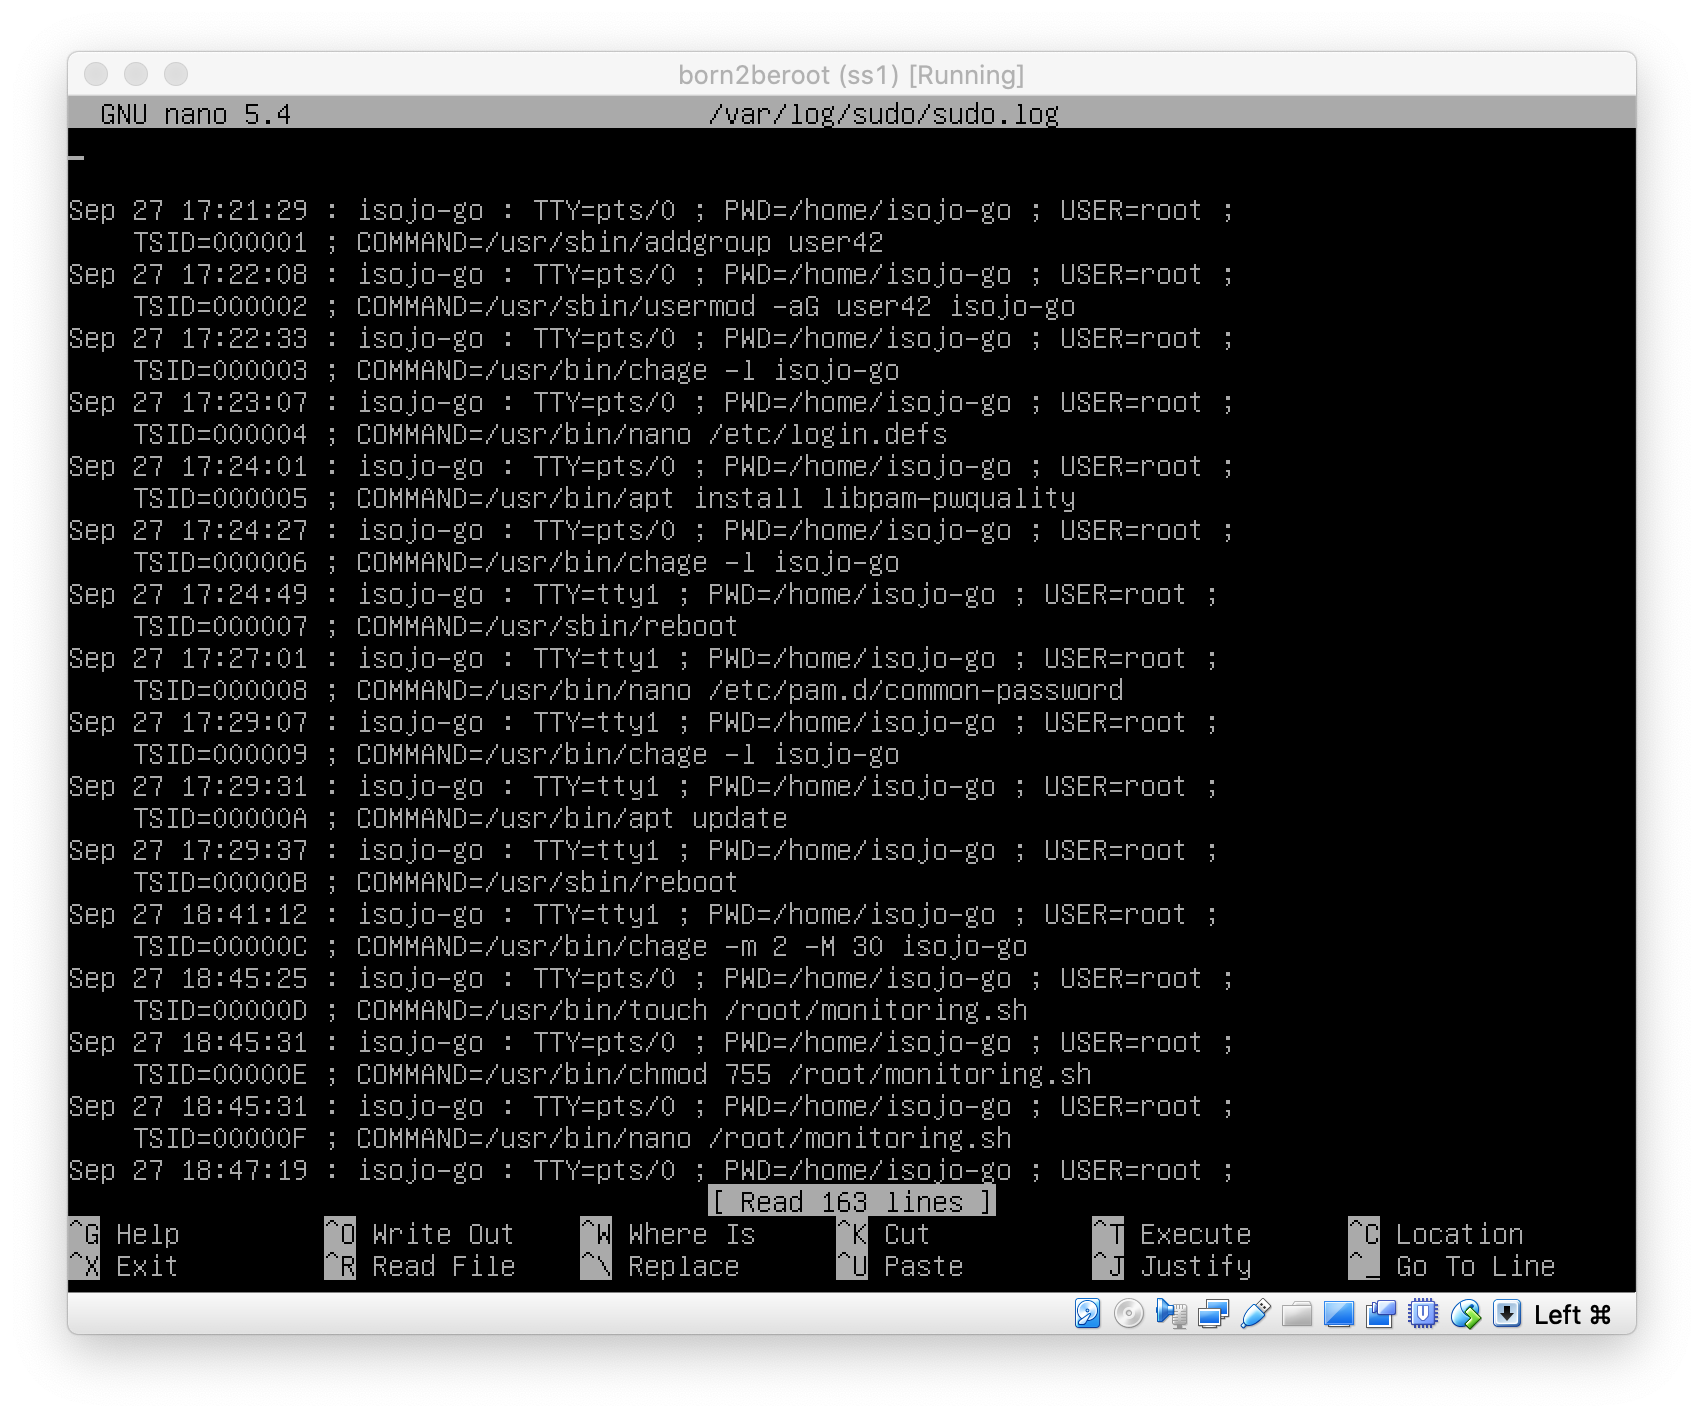 born2beroot (ss1) [Running]
GNU nano 5.4 /var/log/sudo/sudo.log
Sep 27 17:21:29 : isojo-go : TTY=pts/0 ; PWD=/home/isojo-go ; USER=root ;
TSID=000001 ; COMMAND=/usr/sbin/addgroup user42
Sep 27 17:22:08 : isojo-go : TTY=pts/0 ; PWD=/home/isojo-go ; USER=root ;
TSID=000002 ; COMMAND=/usr/sbin/usermod -aG user42 isojo-go
Sep 27 17:22:33 : isojo-go : TTY=pts/0 ; PWD=/home/isojo-go ; USER=root ;
TSID=000003 ; COMMAND=/usr/bin/chage -l isojo-go
Sep 27 17:23:07 : isojo-go : TTY=pts/0 ; PWD=/home/isojo-go ; USER=root ;
TSID=000004 ; COMMAND=/usr/bin/nano /etc/login.defs
Sep 27 17:24:01 : isojo-go : TTY=pts/0 ; PWD=/home/isojo-go ; USER=root ;
TSID=000005 ; COMMAND=/usr/bin/apt install libpam-pwquality
Sep 27 17:24:27 : isojo-go : TTY=pts/0 ; PWD=/home/isojo-go ; USER=root ;
TSID=000006 ; COMMAND=/usr/bin/chage -l isojo-go
Sep 27 17:24:49 : isojo-go : TTY=tty1 ; PWD=/home/isojo-go ; USER=root ;
TSID=000007 ; COMMAND=/usr/sbin/reboot
Sep 27 17:27:01 : isojo-go : TTY=tty1 ; PWD=/home/isojo-go ; USER=root ;
TSID=000008 ; COMMAND=/usr/bin/nano /etc/pam.d/common-password
Sep 27 17:29:07 : isojo-go : TTY=tty1 ; PWD=/home/isojo-go ; USER=root ;
TSID=000009 ; COMMAND=/usr/bin/chage -l isojo-go
Sep 27 17:29:31 : isojo-go : TTY=tty1 ; PWD=/home/isojo-go ; USER=root ;
TSID=00000A ; COMMAND=/usr/bin/apt update
Sep 27 17:29:37 : isojo-go : TTY=tty1 ; PWD=/home/isojo-go ; USER=root ;
TSID=00000B ; COMMAND=/usr/sbin/reboot
Sep 27 18:41:12 : isojo-go : TTY=tty1 ; PWD=/home/isojo-go ; USER=root ;
TSID=00000C ; COMMAND=/usr/bin/chage -m 2 -M 30 isojo-go
Sep 27 18:45:25 : isojo-go : TTY=pts/0 ; PWD=/home/isojo-go ; USER=root ;
TSID=00000D ; COMMAND=/usr/bin/touch /root/monitoring.sh
Sep 27 18:45:31 : isojo-go : TTY=pts/0 ; PWD=/home/isojo-go ; USER=root ;
TSID=00000E ; COMMAND=/usr/bin/chmod 755 /root/monitoring.sh
Sep 27 18:45:31 : isojo-go : TTY=pts/0 ; PWD=/home/isojo-go ; USER=root ;
TSID=00000F ; COMMAND=/usr/bin/nano /root/monitoring.sh
Sep 27 18:47:19 : isojo-go : TTY=pts/0 ; PWD=/home/isojo-go ; USER=root ;
[ Read 163 lines ]
^G Help ^O Write Out ^W Where Is ^K Cut ^T Execute ^C Location
^X Exit ^R Read File ^\ Replace ^U Paste ^J Justify ^_ Go To Line
Left ⌘